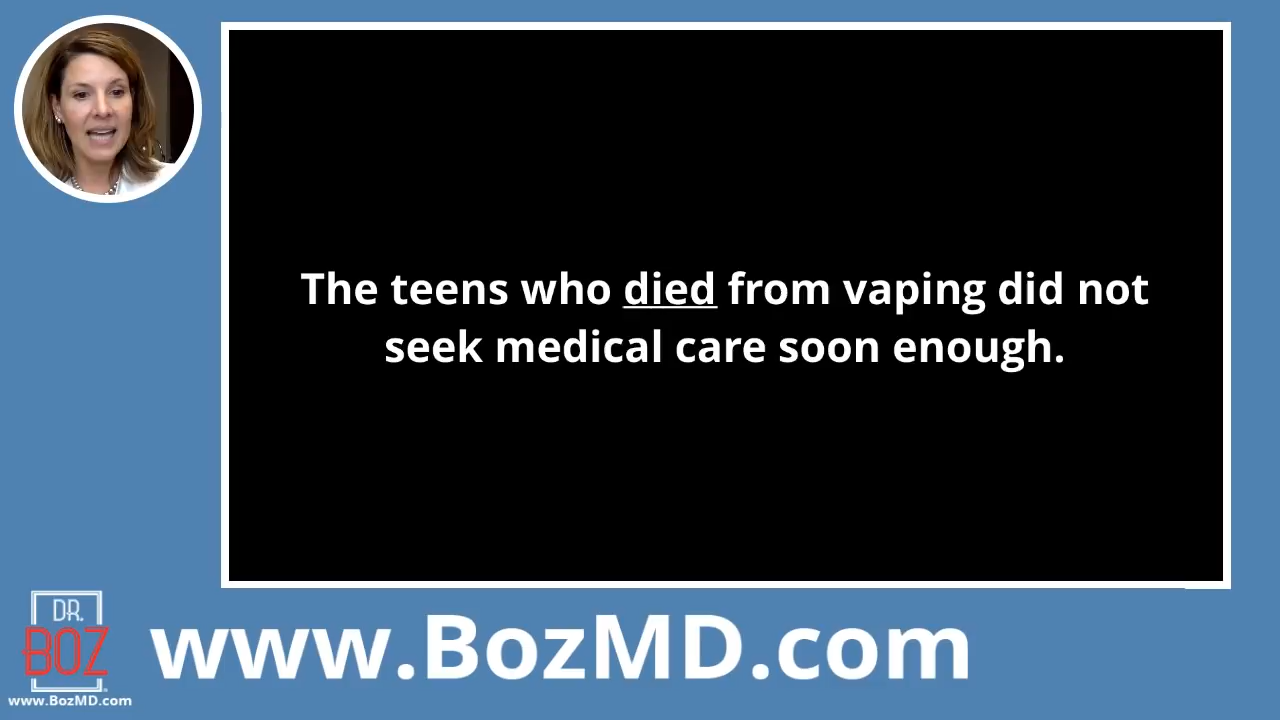 The teens who died from vaping did not
seek medical care soon enough.
DR.
BOZ
www.BozMD.com
www.BozMD.com